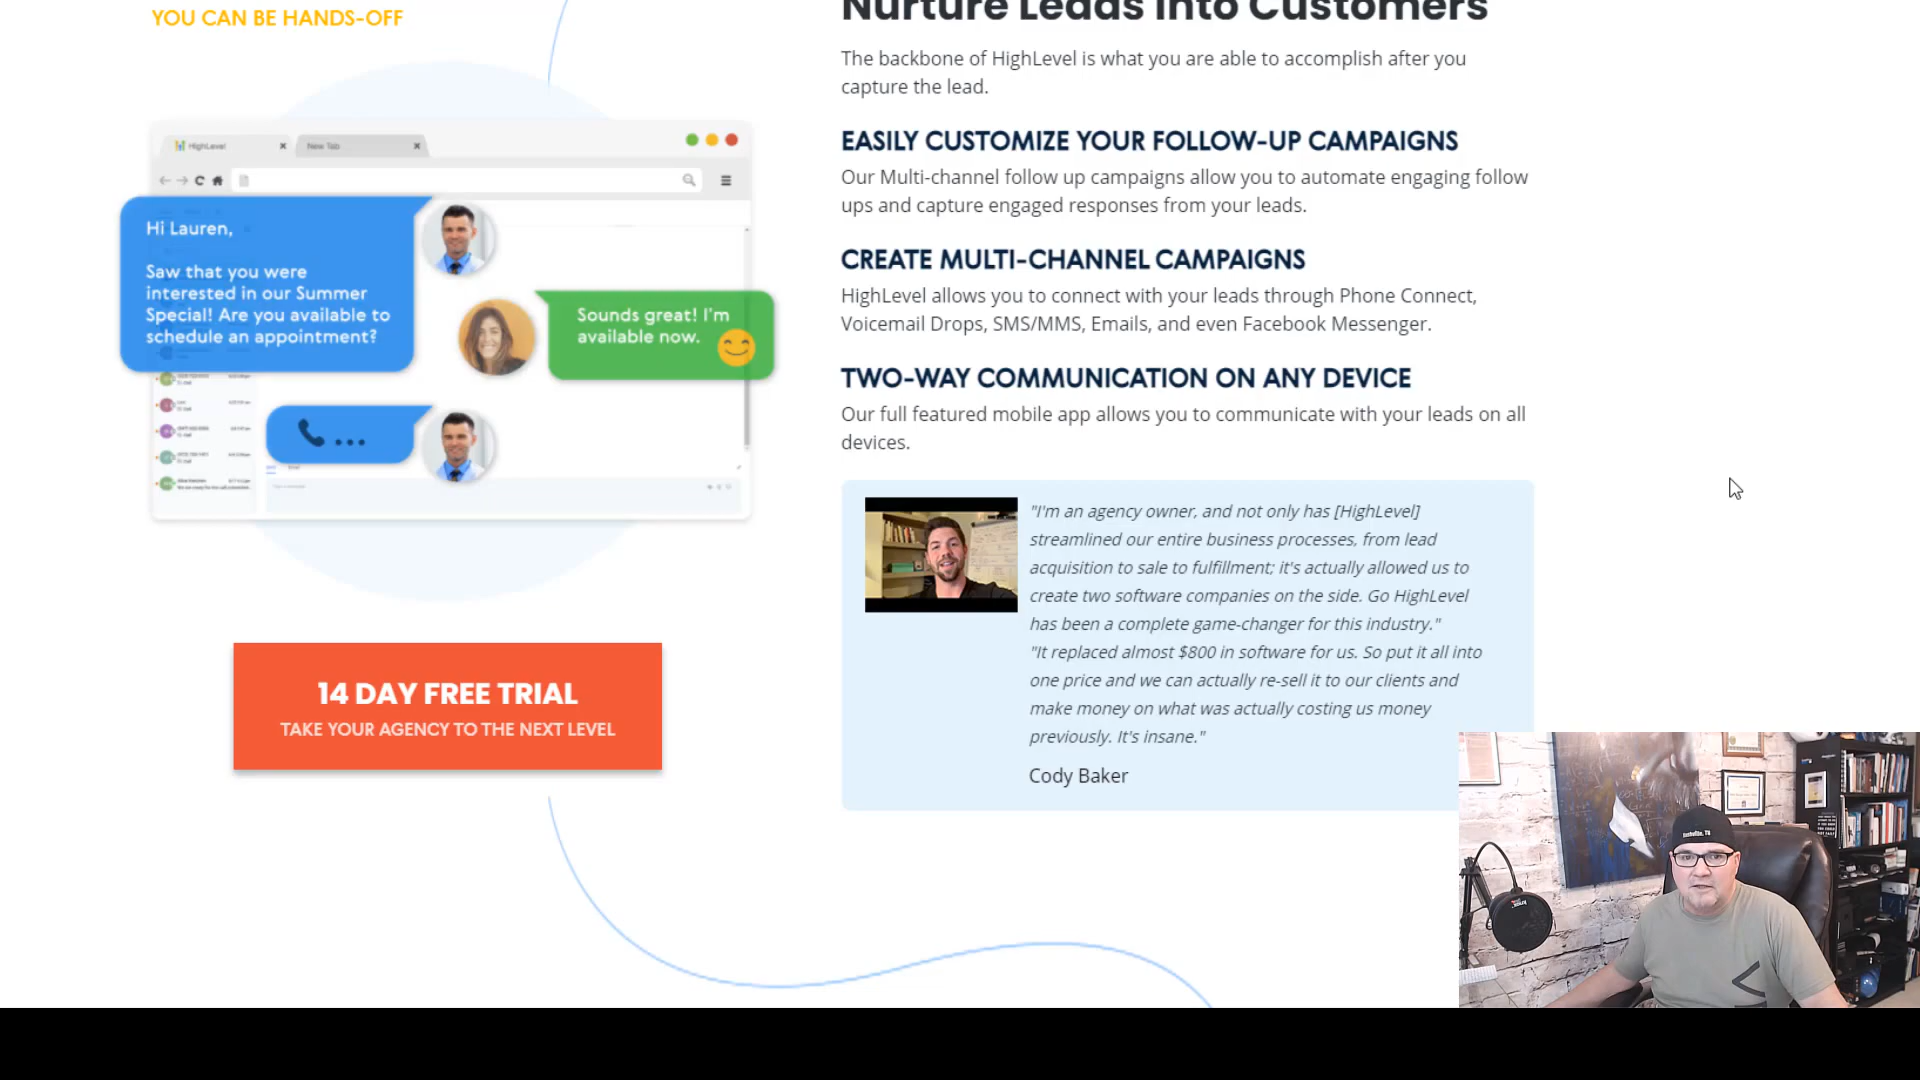 YOU CAN BE HANDS-OFF
HighLevel
New Tab
Hi Lauren,
Saw that you were
interested in our Summer
Special! Are you available to
schedule an appointment?
Sounds great! I'm
available now.
14 DAY FREE TRIAL
TAKE YOUR AGENCY TO THE NEXT LEVEL
Nurture Leads Into Customers
The backbone of HighLevel is what you are able to accomplish after you
capture the lead.
EASILY CUSTOMIZE YOUR FOLLOW-UP CAMPAIGNS
Our Multi-channel follow up campaigns allow you to automate engaging follow
ups and capture engaged responses from your leads.
CREATE MULTI-CHANNEL CAMPAIGNS
HighLevel allows you to connect with your leads through Phone Connect,
Voicemail Drops, SMS/MMS, Emails, and even Facebook Messenger.
TWO-WAY COMMUNICATION ON ANY DEVICE
Our full featured mobile app allows you to communicate with your leads on all
devices.
"I'm an agency owner, and not only has [HighLevel]
streamlined our entire business processes, from lead
acquisition to sale to fulfillment; it's actually allowed us to
create two software companies on the side. Go HighLevel
has been a complete game-changer for this industry."
"It replaced almost $800 in software for us. So put it all into
one price and we can actually re-sell it to our clients and
make money on what was actually costing us money
previously. It's insane."
Cody Baker